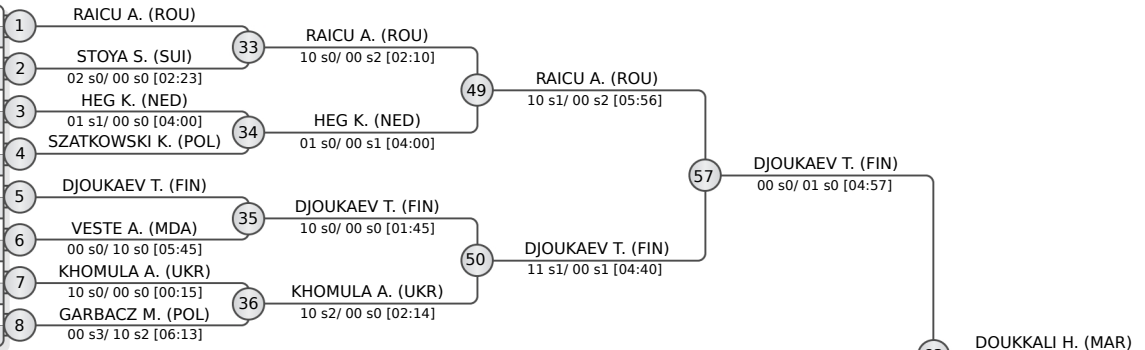 1
RAICU A. (ROU)
2
STOYA S. (SUI)
02 s0/ 00 s0 [02:23]
3
HEG K. (NED)
01 s1/ 00 s0 [04:00]
4
SZATKOWSKI K. (POL)
5
DJOUKAEV T. (FIN)
6
VESTE A. (MDA)
00 s0/ 10 s0 [05:45]
7
KHOMULA A. (UKR)
10 s0/ 00 s0 [00:15]
8
GARBACZ M. (POL)
00 s3/ 10 s2 [06:13]
33
RAICU A. (ROU)
10 s0/ 00 s2 [02:10]
34
HEG K. (NED)
01 s0/ 00 s1 [04:00]
35
DJOUKAEV T. (FIN)
10 s0/ 00 s0 [01:45]
36
KHOMULA A. (UKR)
10 s2/ 00 s0 [02:14]
49
RAICU A. (ROU)
10 s1/ 00 s2 [05:56]
50
DJOUKAEV T. (FIN)
11 s1/ 00 s1 [04:40]
57
DJOUKAEV T. (FIN)
00 s0/ 01 s0 [04:57]
DOUKKALI H. (MAR)